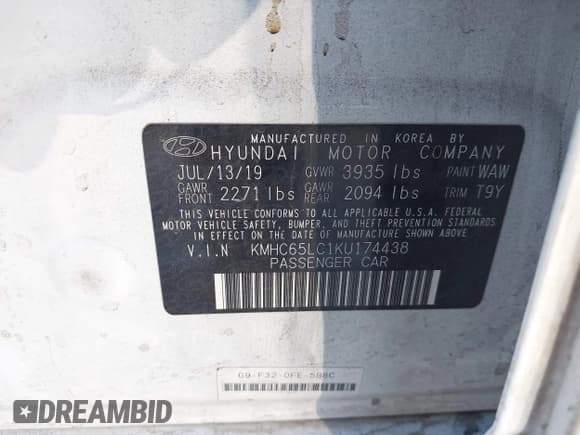 MANUFACTURED IN KOREA BY
HYUNDAI MOTOR COMPANY
JUL/13/19 GVWR 3935 lbs PAINT WAW
GAWR FRONT 2271 lbs GAWR REAR 2094 lbs TRIM T9Y
THIS VEHICLE CONFORMS TO ALL APPLICABLE U.S.A. FEDERAL
MOTOR VEHICLE SAFETY, BUMPER, AND THEFT PREVENTION STANDARDS
IN EFFECT ON THE DATE OF MANUFACTURE SHOWN ABOVE.
V.I.N KMHC65LC1KU174438
PASSENGER CAR
G9-F32-0FE-588C
DREAMBID